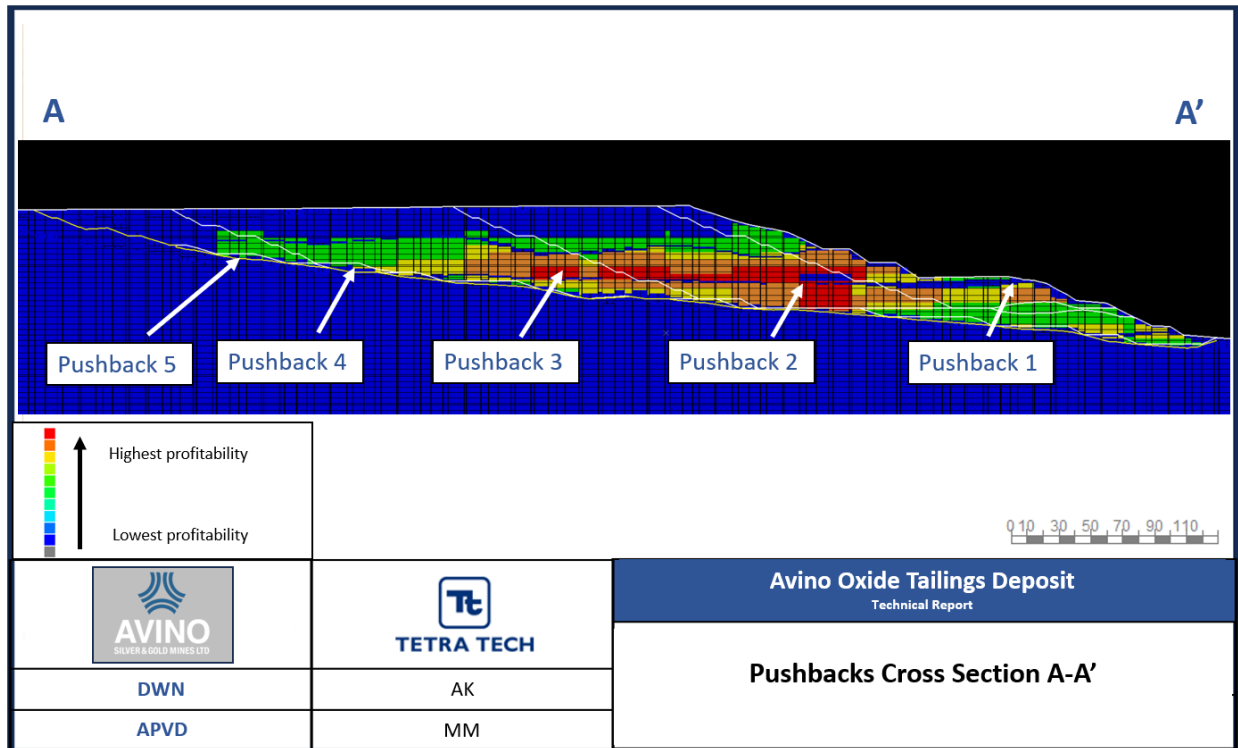 A
A’
Pushback 5
Pushback 4
Pushback 3
Pushback 2
Pushback 1
Highest profitability
Lowest profitability
0 10 30 50 70 90 110
AVINO
SILVER & GOLD MINES LTD
Tt
TETRA TECH
Avino Oxide Tailings Deposit
Technical Report
DWN
AK
Pushbacks Cross Section A-A’
APVD
MM